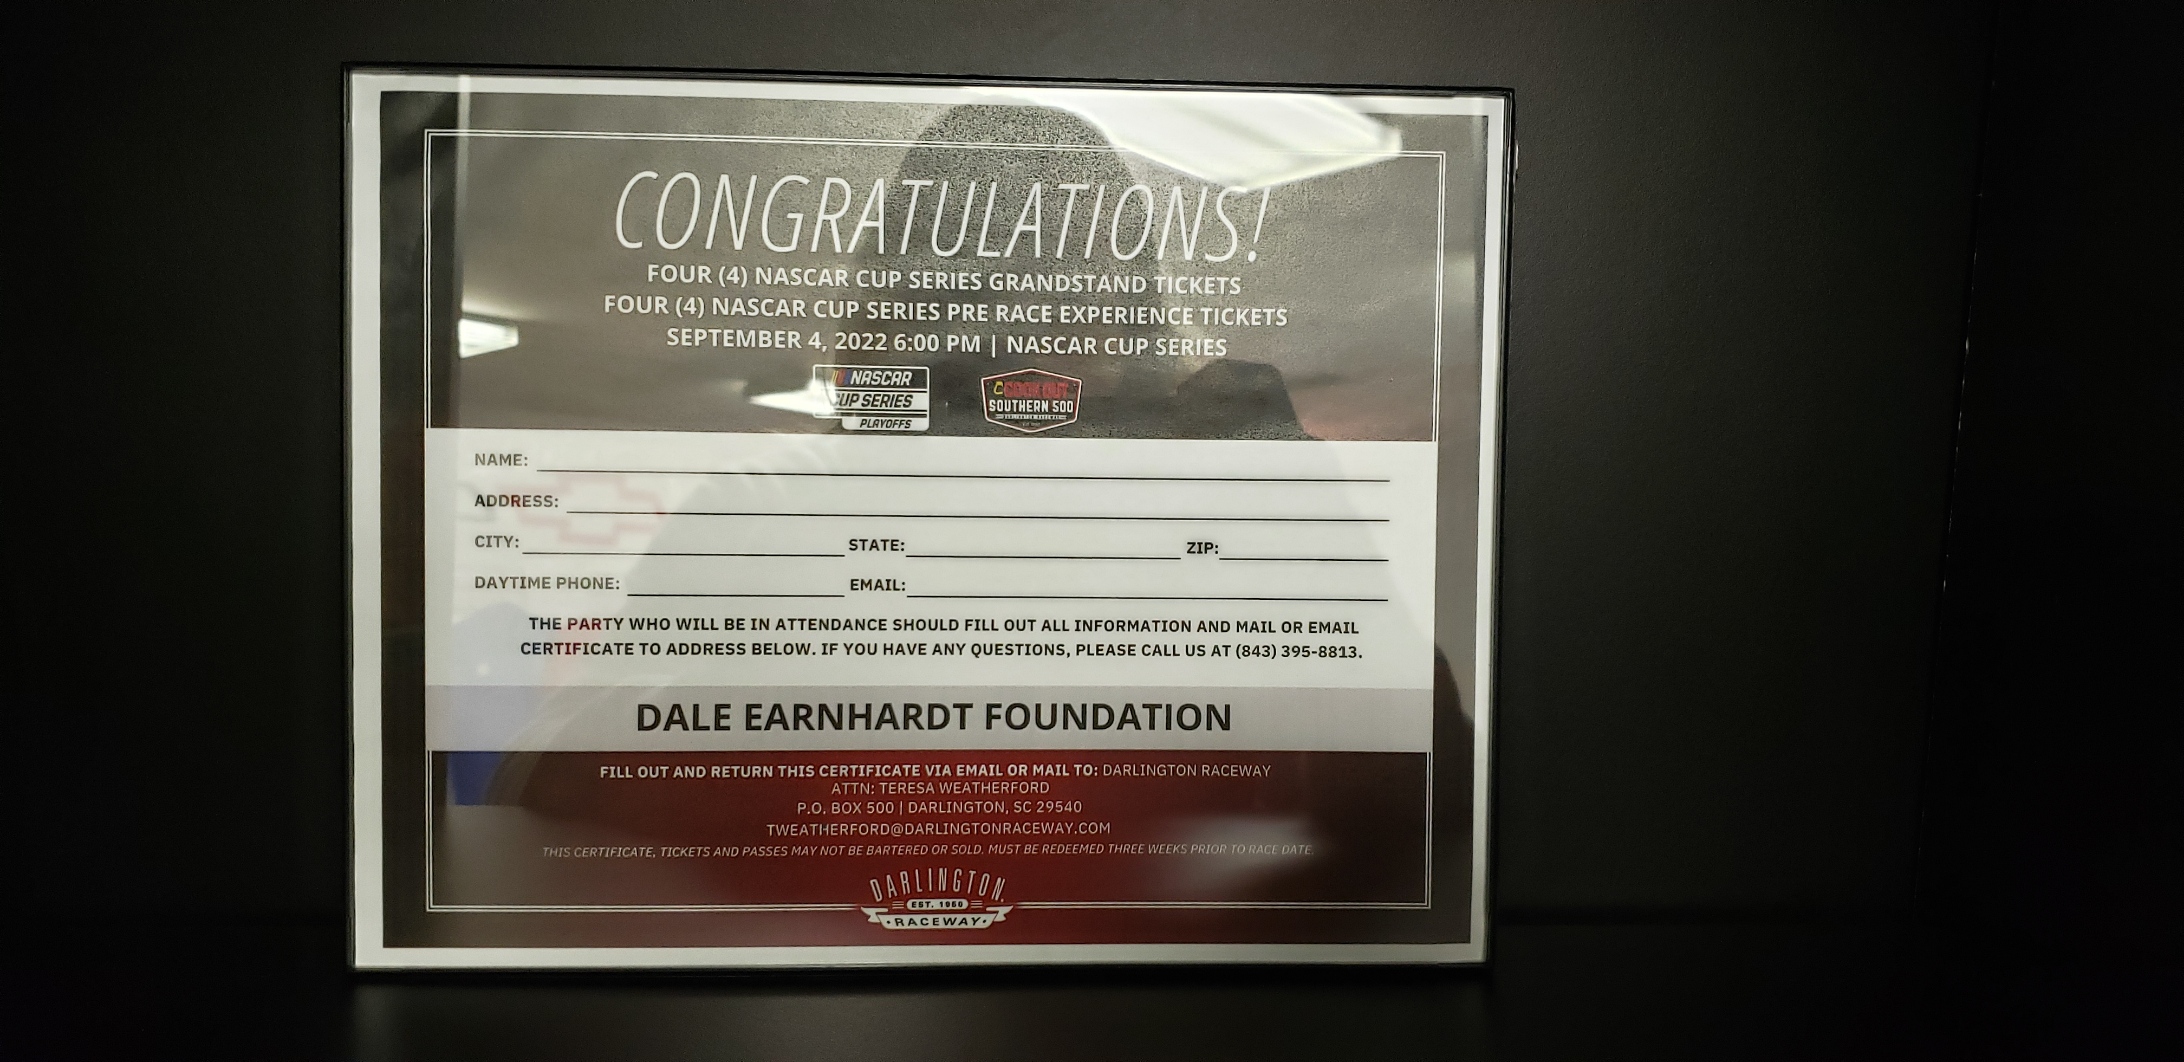 CONGRATULATIONS!
FOUR (4) NASCAR CUP SERIES GRANDSTAND TICKETS
FOUR (4) NASCAR CUP SERIES PRE RACE EXPERIENCE TICKETS
SEPTEMBER 4, 2022 6:00 PM | NASCAR CUP SERIES
NASCAR
CUP SERIES
PLAYOFFS
COOK OUT
SOUTHERN 500
NAME:
ADDRESS:
CITY: STATE: ZIP:
DAYTIME PHONE: EMAIL:
THE PARTY WHO WILL BE IN ATTENDANCE SHOULD FILL OUT ALL INFORMATION AND MAIL OR EMAIL
CERTIFICATE TO ADDRESS BELOW. IF YOU HAVE ANY QUESTIONS, PLEASE CALL US AT (843) 395-8813.
DALE EARNHARDT FOUNDATION
FILL OUT AND RETURN THIS CERTIFICATE VIA EMAIL OR MAIL TO: DARLINGTON RACEWAY
ATTN: TERESA WEATHERFORD
P.O. BOX 500 | DARLINGTON, SC 29540
TWEATHERFORD@DARLINGTONRACEWAY.COM
THIS CERTIFICATE, TICKETS AND PASSES MAY NOT BE BARTERED OR SOLD. MUST BE REDEEMED THREE WEEKS PRIOR TO RACE DATE.
DARLINGTON
EST. 1950
RACEWAY